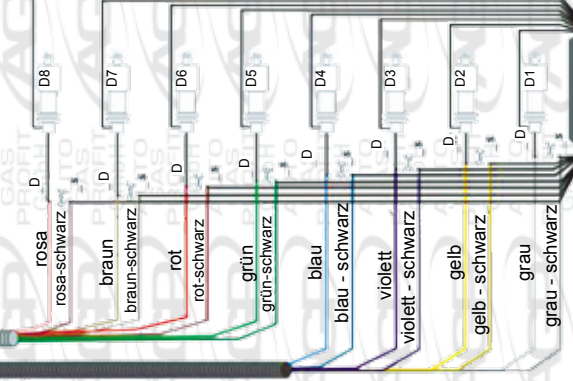 D8
D7
D6
D5
D4
D3
D2
D1
D
D
D
D
D
D
D
D
rosa
rosa-schwarz
braun
braun-schwarz
rot
rot-schwarz
grün
grün-schwarz
blau
blau - schwarz
violett
violett - schwarz
gelb
gelb - schwarz
grau
grau - schwarz